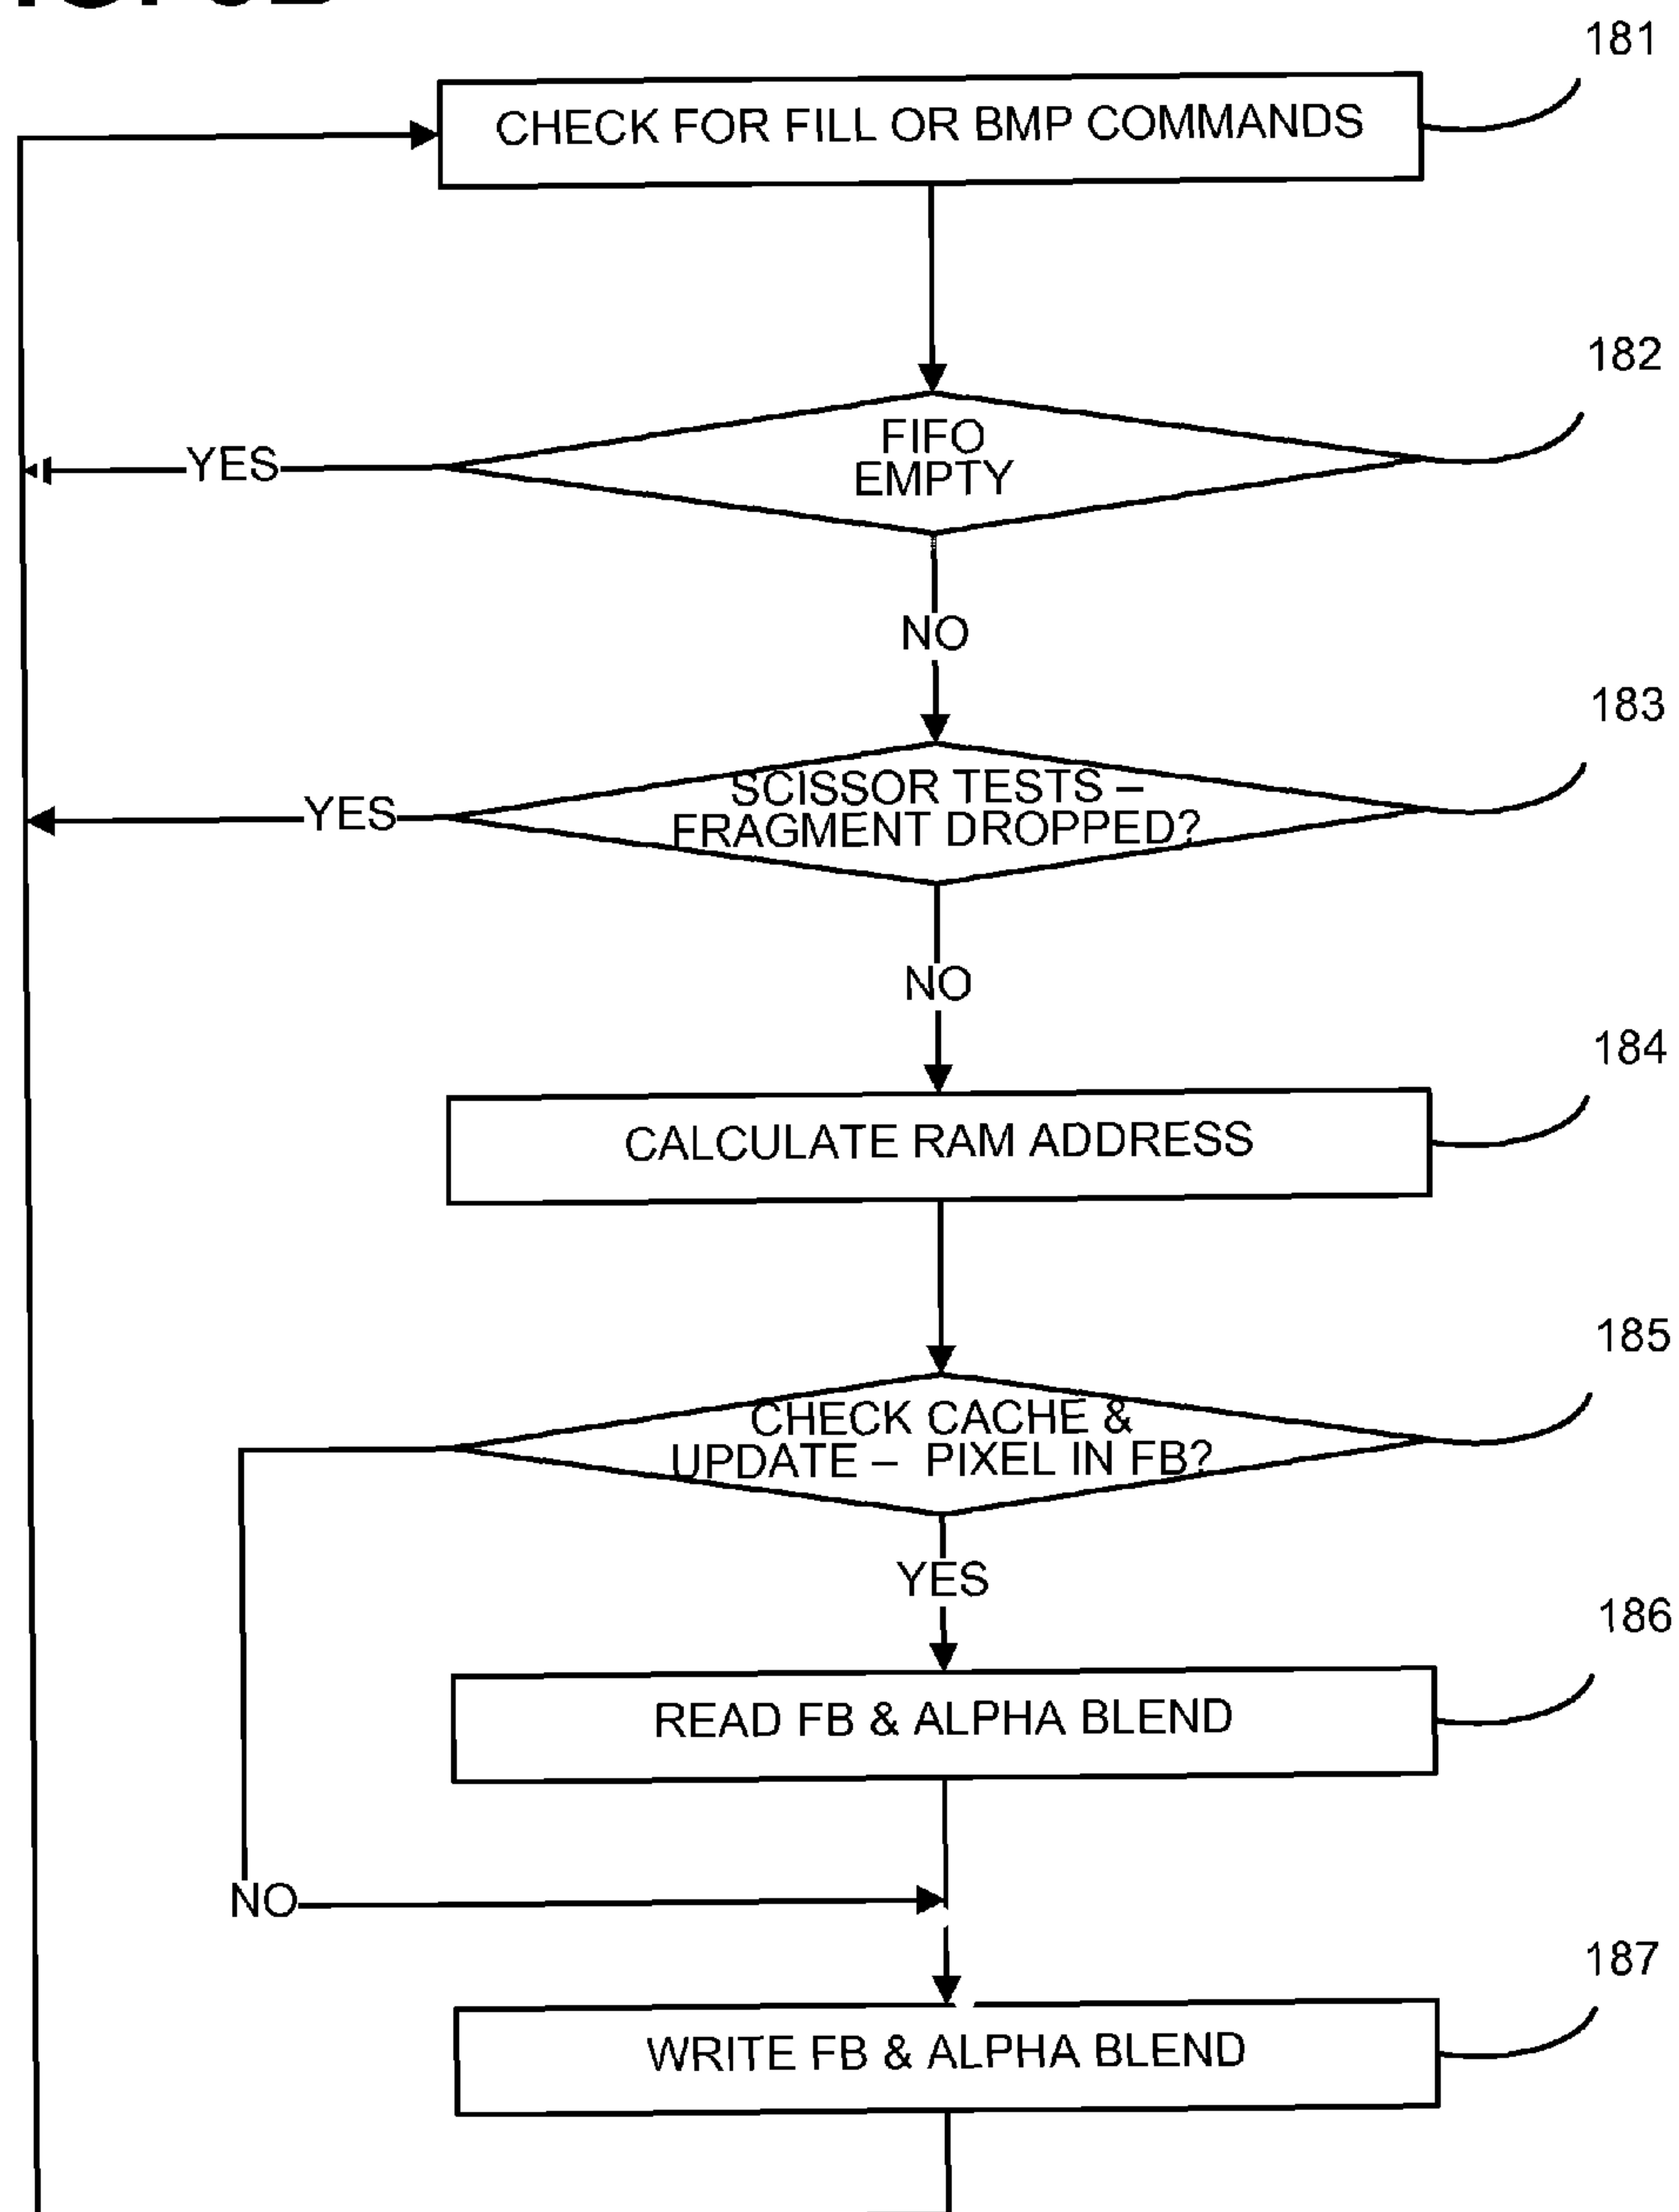 181
CHECK FOR FILL OR BMP COMMANDS
182
FIFO
EMPTY
YES
NO
183
SCISSOR TESTS –
FRAGMENT DROPPED?
YES
NO
184
CALCULATE RAM ADDRESS
185
CHECK CACHE &
UPDATE – PIXEL IN FB?
YES
186
READ FB & ALPHA BLEND
NO
187
WRITE FB & ALPHA BLEND